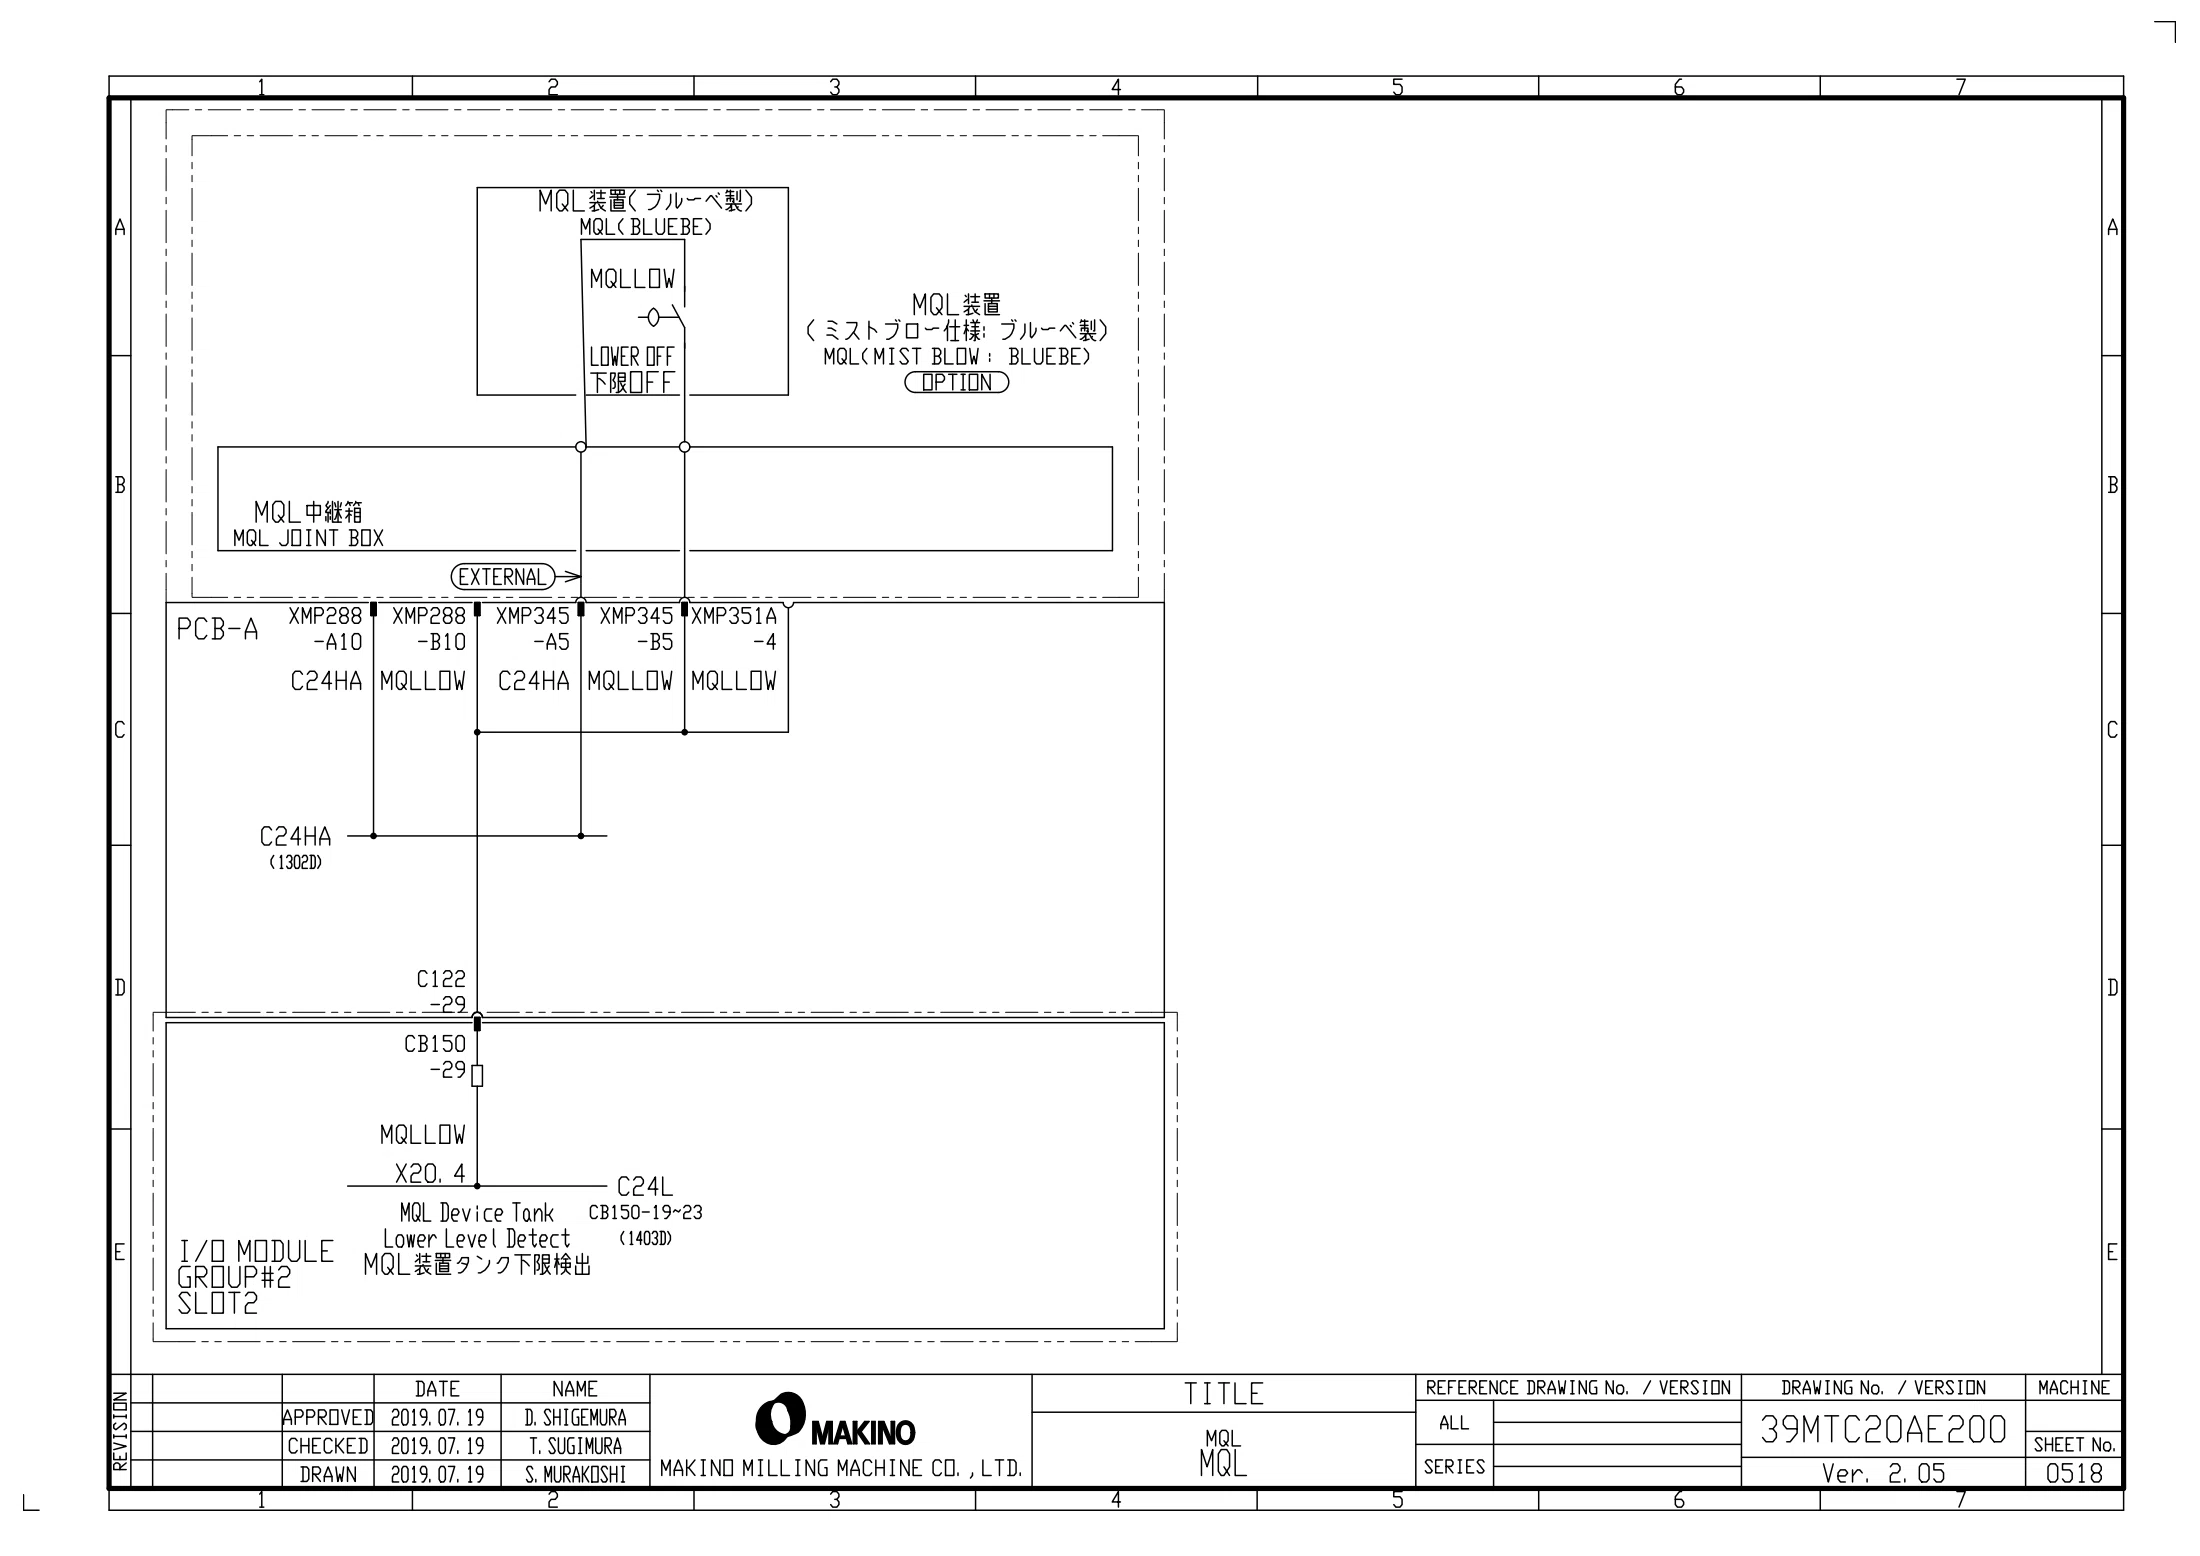 1 2 3 4 5 6 7
MQL装置(ブルーベ製)
MQL(BLUEBE)
A A
MQLLOW
MQL装置
(ミストブロー仕様: ブルーベ製)
LOWER OFF
MQL(MIST BLOW : BLUEBE)
下限OFF
OPTION
B B
MQL中継箱
MQL JOINT BOX
EXTERNAL
PCB-A
XMP288 XMP288 XMP345 XMP345 XMP351A
-A10 -B10 -A5 -B5 -4
C24HA MQLLOW C24HA MQLLOW MQLLOW
C C
C24HA
(1302D)
C122
-29
D D
CB150
-29
MQLLOW
X20.4
C24L
MQL Device Tank
CB150-19~23
Lower Level Detect
(1403D)
MQL装置タンク下限検出
E E
I/O MODULE
GROUP#2
SLOT2
REVISION
DATE NAME
APPROVED 2019.07.19 D. SHIGEMURA
CHECKED 2019.07.19 T. SUGIMURA
DRAWN 2019.07.19 S. MURAKOSHI
MAKINO
MAKINO MILLING MACHINE CO.,LTD.
TITLE
MQL
MQL
REFERENCE DRAWING No. / VERSION
ALL
SERIES
DRAWING No. / VERSION
39MTC20AE200
Ver. 2.05
MACHINE
SHEET No.
0518
1 2 3 4 5 6 7